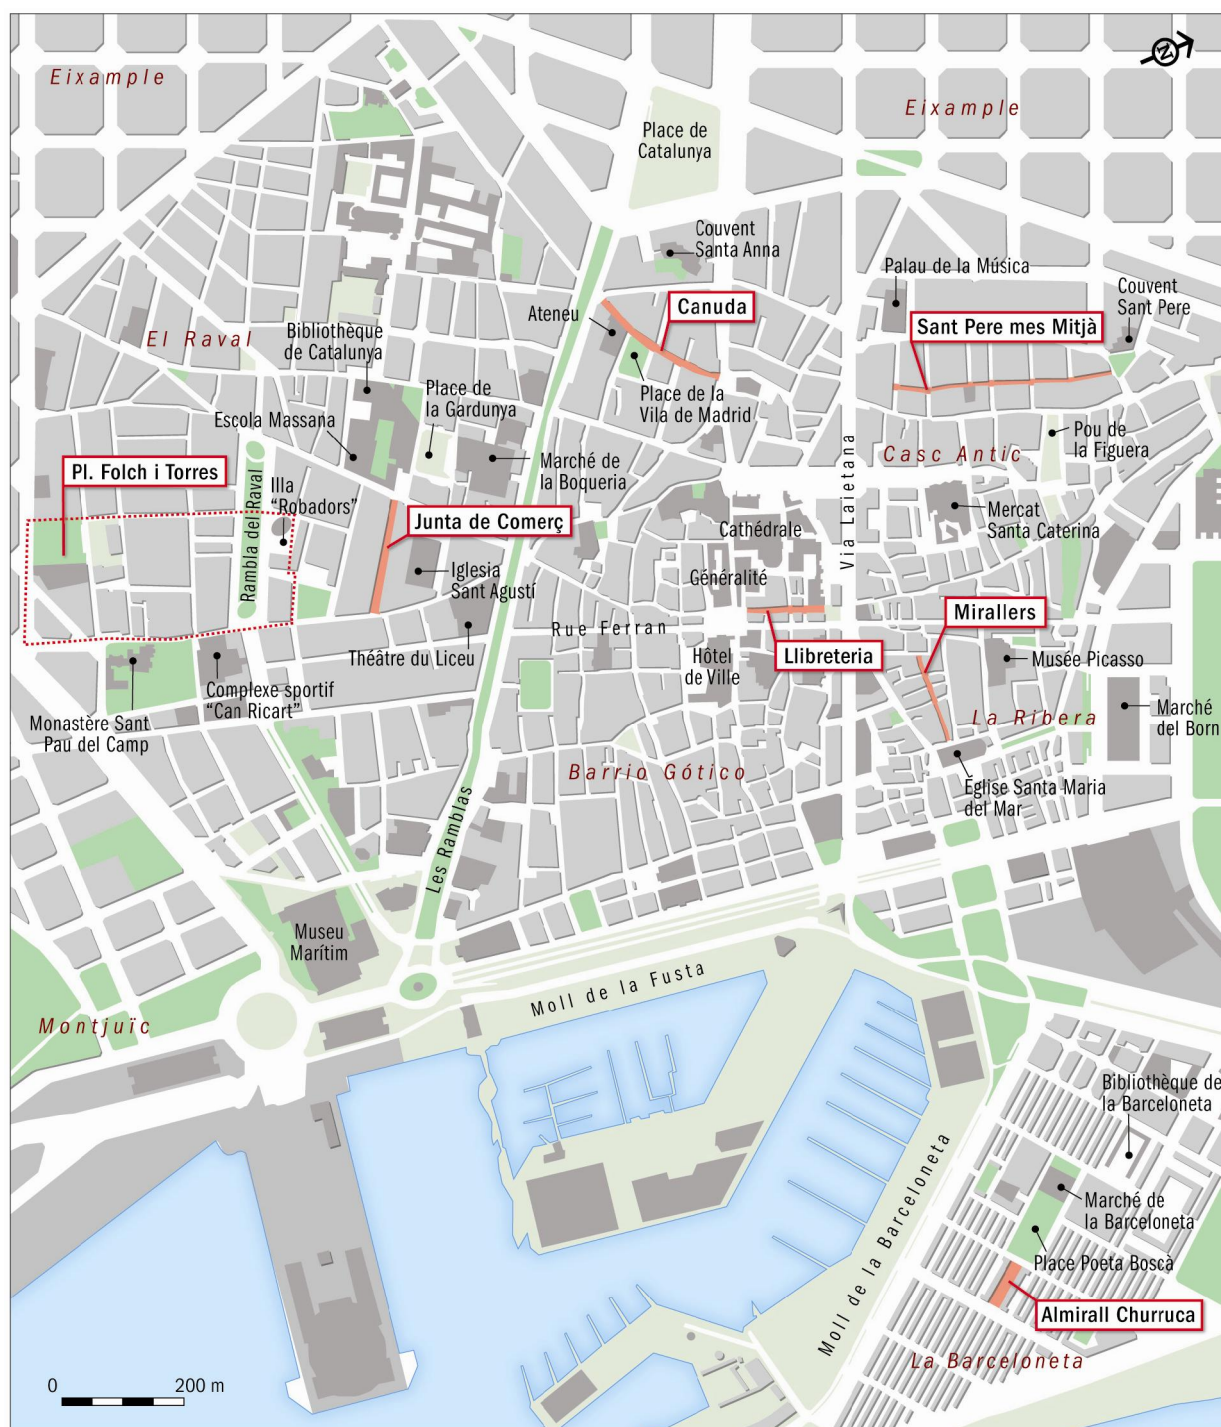 Eixample
N
Eixample
Place de
Catalunya
Couvent
Santa Anna
Palau de la Música
Couvent
Sant Pere
Canuda
Ateneu
Sant Pere mes Mitjà
El Raval
Bibliothèque
de Catalunya
Place de
la Gardunya
Place de la
Vila de Madrid
Escola Massana
Pou de
la Figuera
Casc Antic
Via Laietana
Pl. Folch i Torres
Marché de
la Boqueria
Illa
“Robadors”
Rambla del Raval
Junta de Comerç
Cathédrale
Mercat
Santa Caterina
Iglesia
Sant Agustí
Généralité
Mirallers
Rue Ferran
Llibreteria
Théâtre du Liceu
Hôtel
de Ville
Musée Picasso
Complexe sportif
“Can Ricart”
Monastère Sant
Pau del Camp
La Ribera
Marché
del Born
Barrio Gótico
Église Santa Maria
del Mar
Les Ramblas
Museu
Marítim
Moll de la Fusta
Montjuïc
Bibliothèque de
la Barceloneta
Moll de la Barceloneta
Marché de
la Barceloneta
Place Poeta Boscà
Almirall Churruca
La Barceloneta
0 200 m